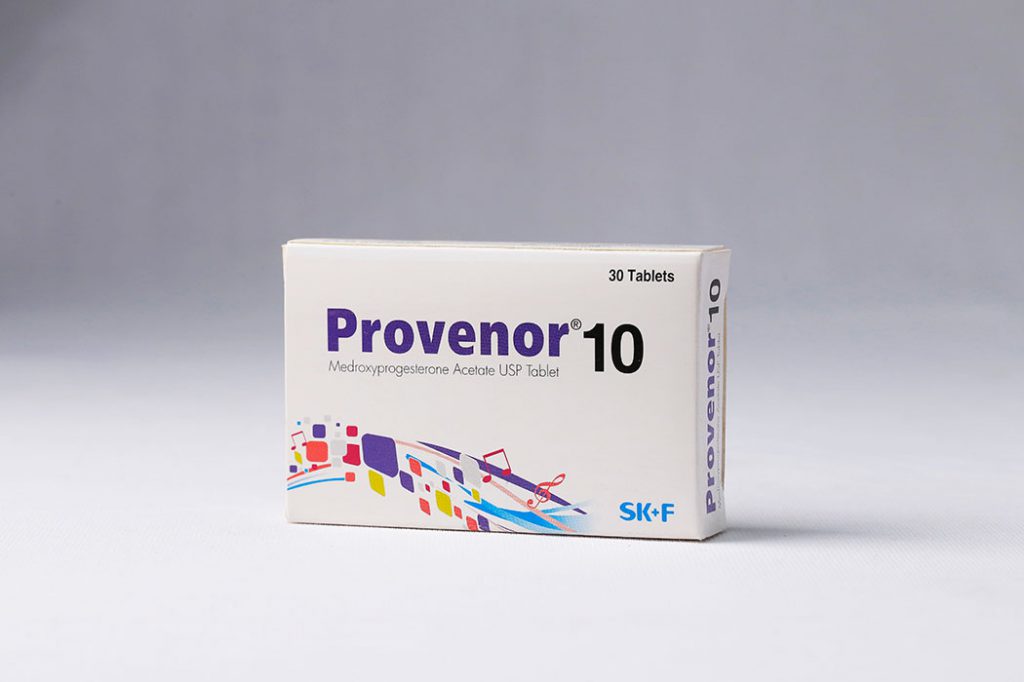 30 Tablets
Provenor® 10
Medroxyprogesterone Acetate USP Tablet
SK+F
Provenor® 10